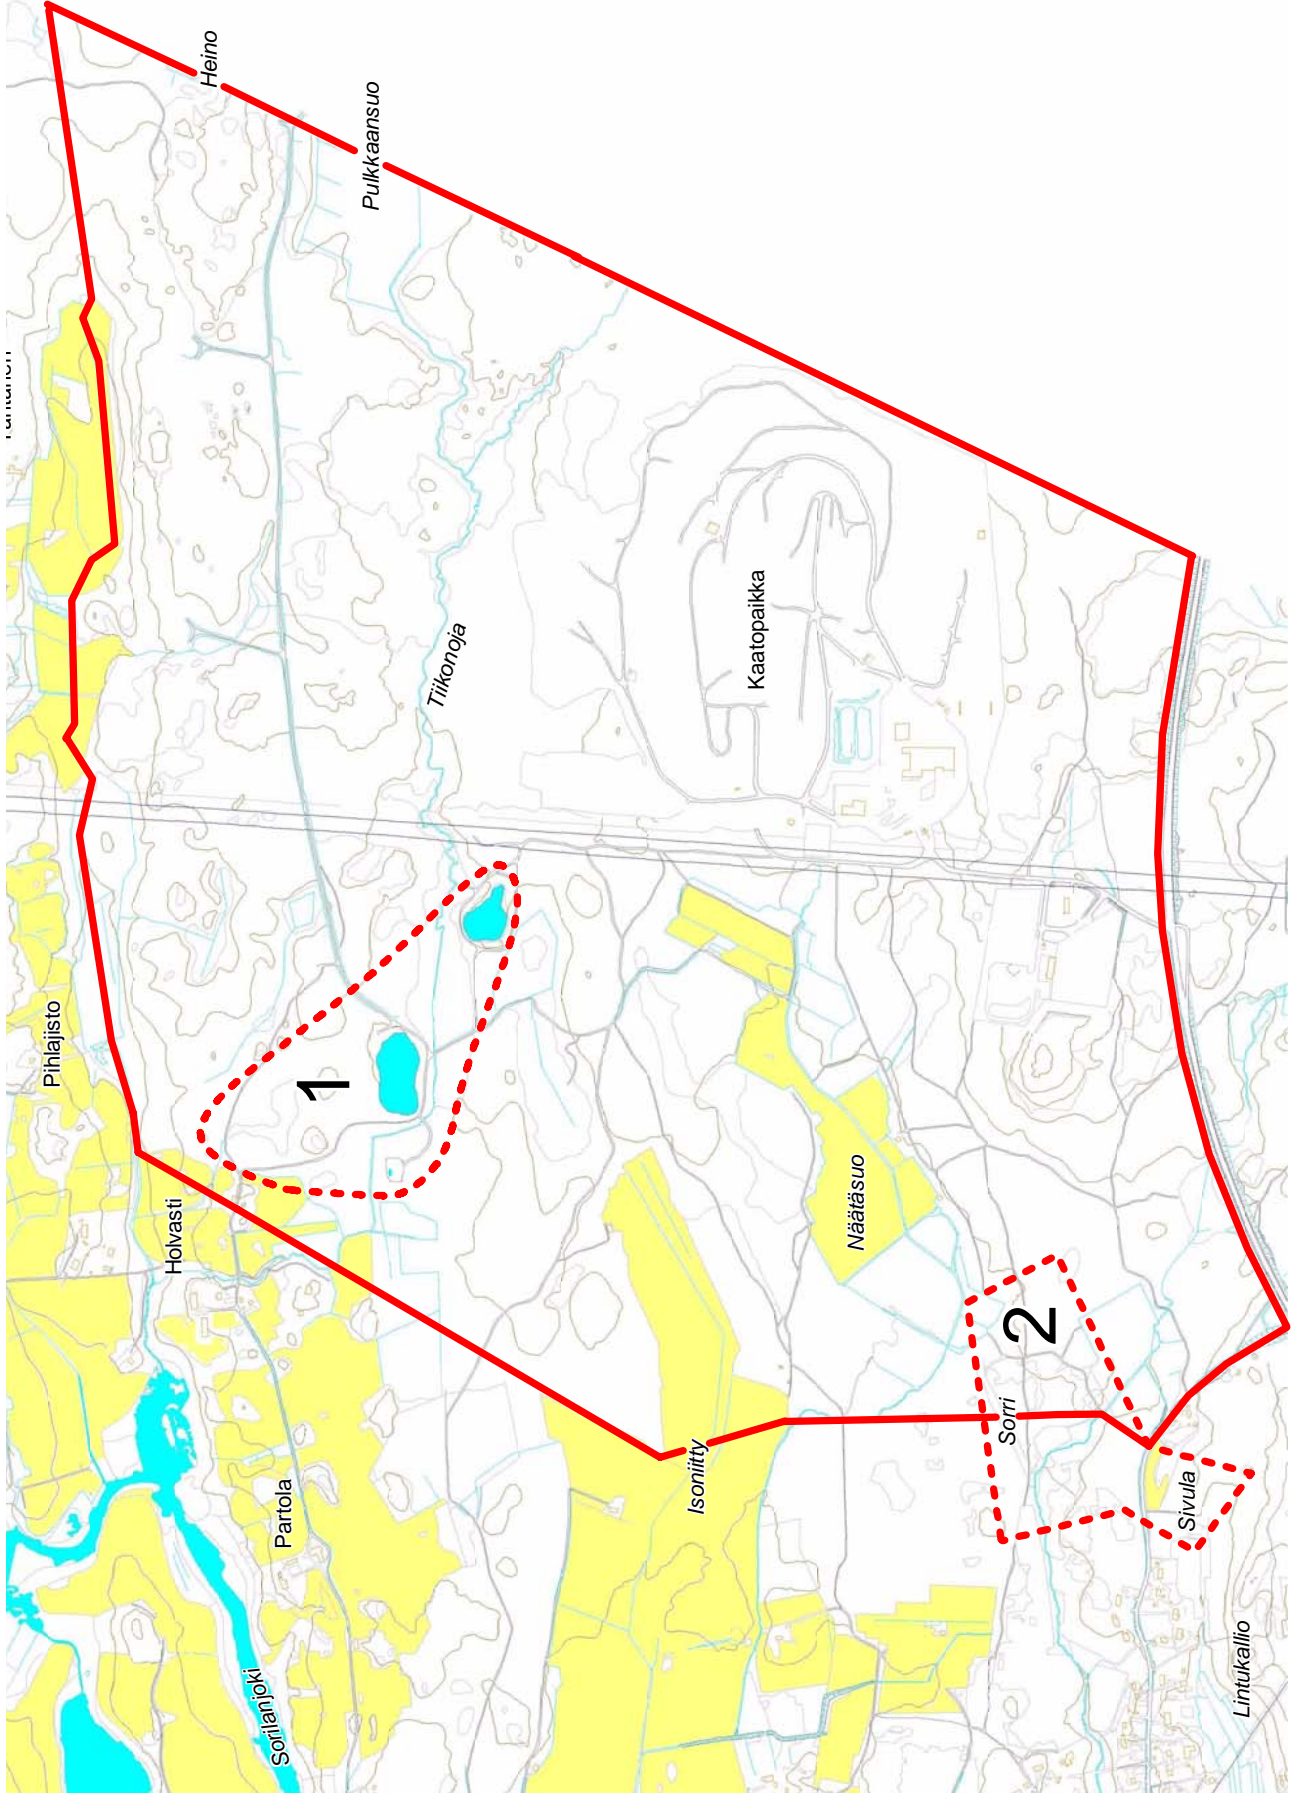 Pihlajisto
Holvasti
Heino
Sorilanjoki
Partola
1
Pulkkaansuo
Tiikonoja
Isoniitty
Kaatopaikka
Näätäsuo
Sorri
2
Sivula
Lintukallio